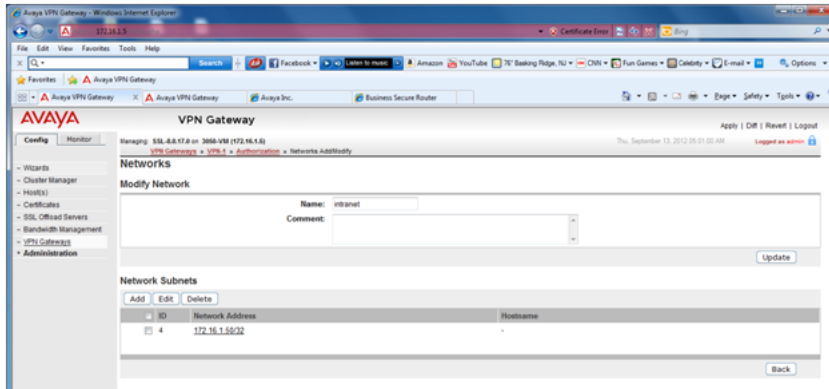 Avaya VPN Gateway - Windows Internet Explorer
172.16.1.5
Certificate Error
Bing
File Edit View Favorites Tools Help
Search
Facebook
Listen to music
Amazon
YouTube
76° Basking Ridge, NJ
CNN
Fun Games
Celebrity
E-mail
Options
Favorites
Avaya VPN Gateway
Avaya VPN Gateway
Avaya VPN Gateway
Avaya Inc.
Business Secure Router
Page Safety Tools
AVAYA
VPN Gateway
Apply | Diff | Revert | Logout
Config
Monitor
Managing: SSL-8.0.17.0 on 3050-VM (172.16.1.6)
Thu, September 13, 2012 05:01:00 AM
Logged as admin
VPN Gateways » VPN-1 » Authorization » Networks-Add/Modify
- Wizards
- Cluster Manager
- Host(s)
- Certificates
- SSL Offload Servers
- Bandwidth Management
- VPN Gateways
• Administration
Networks
Modify Network
Name: intranet
Comment:
Update
Network Subnets
Add Edit Delete
ID Network Address Hostname
4 172.16.1.50/32 -
Back